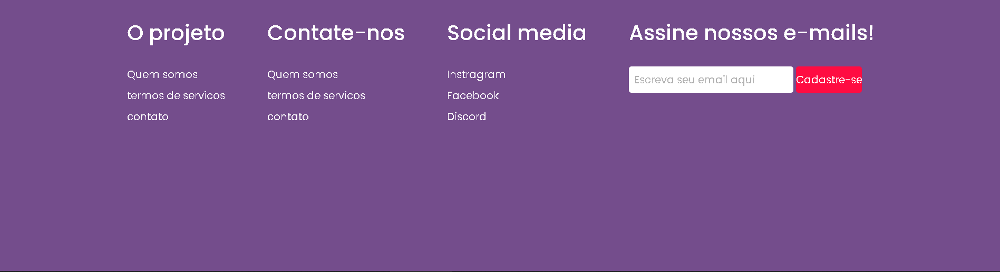 O projeto
Quem somos
termos de servicos
contato
Contate-nos
Quem somos
termos de servicos
contato
Social media
Instragram
Facebook
Discord
Assine nossos e-mails!
Escreva seu email aqui
Cadastre-se